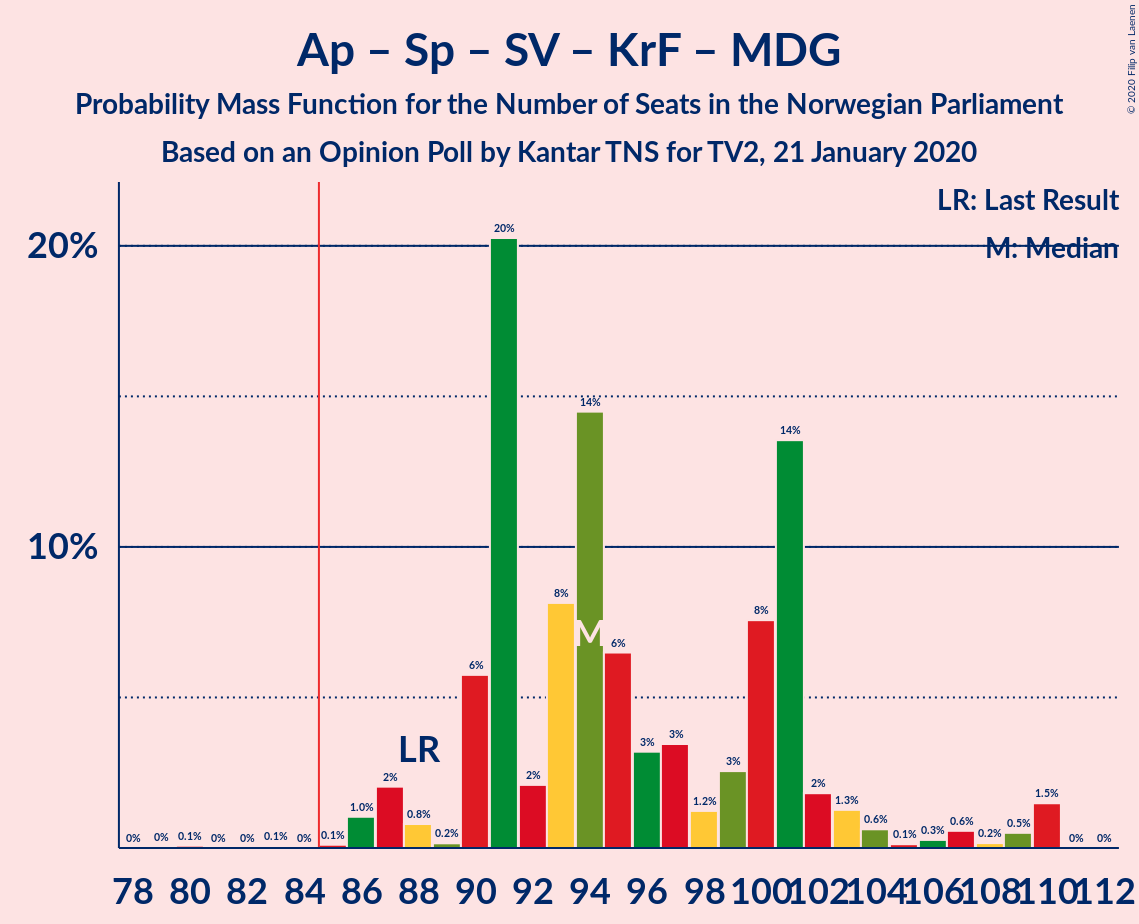 Ap – Sp – SV – KrF – MDG
Probability Mass Function for the Number of Seats in the Norwegian Parliament
Based on an Opinion Poll by Kantar TNS for TV2, 21 January 2020
© 2020 Filip van Laenen
LR: Last Result
M: Median
20%
10%
0% 0% 0.1% 0% 0% 0.1% 0% 0.1% 1.0% 2% 0.8% 0.2% 6% 20% 2% 8% 14% 6% 3% 3% 1.2% 3% 8% 14% 2% 1.3% 0.6% 0.1% 0.3% 0.6% 0.2% 0.5% 1.5% 0% 0%
LR
M
78 80 82 84 86 88 90 92 94 96 98 100 102 104 106 108 110 112